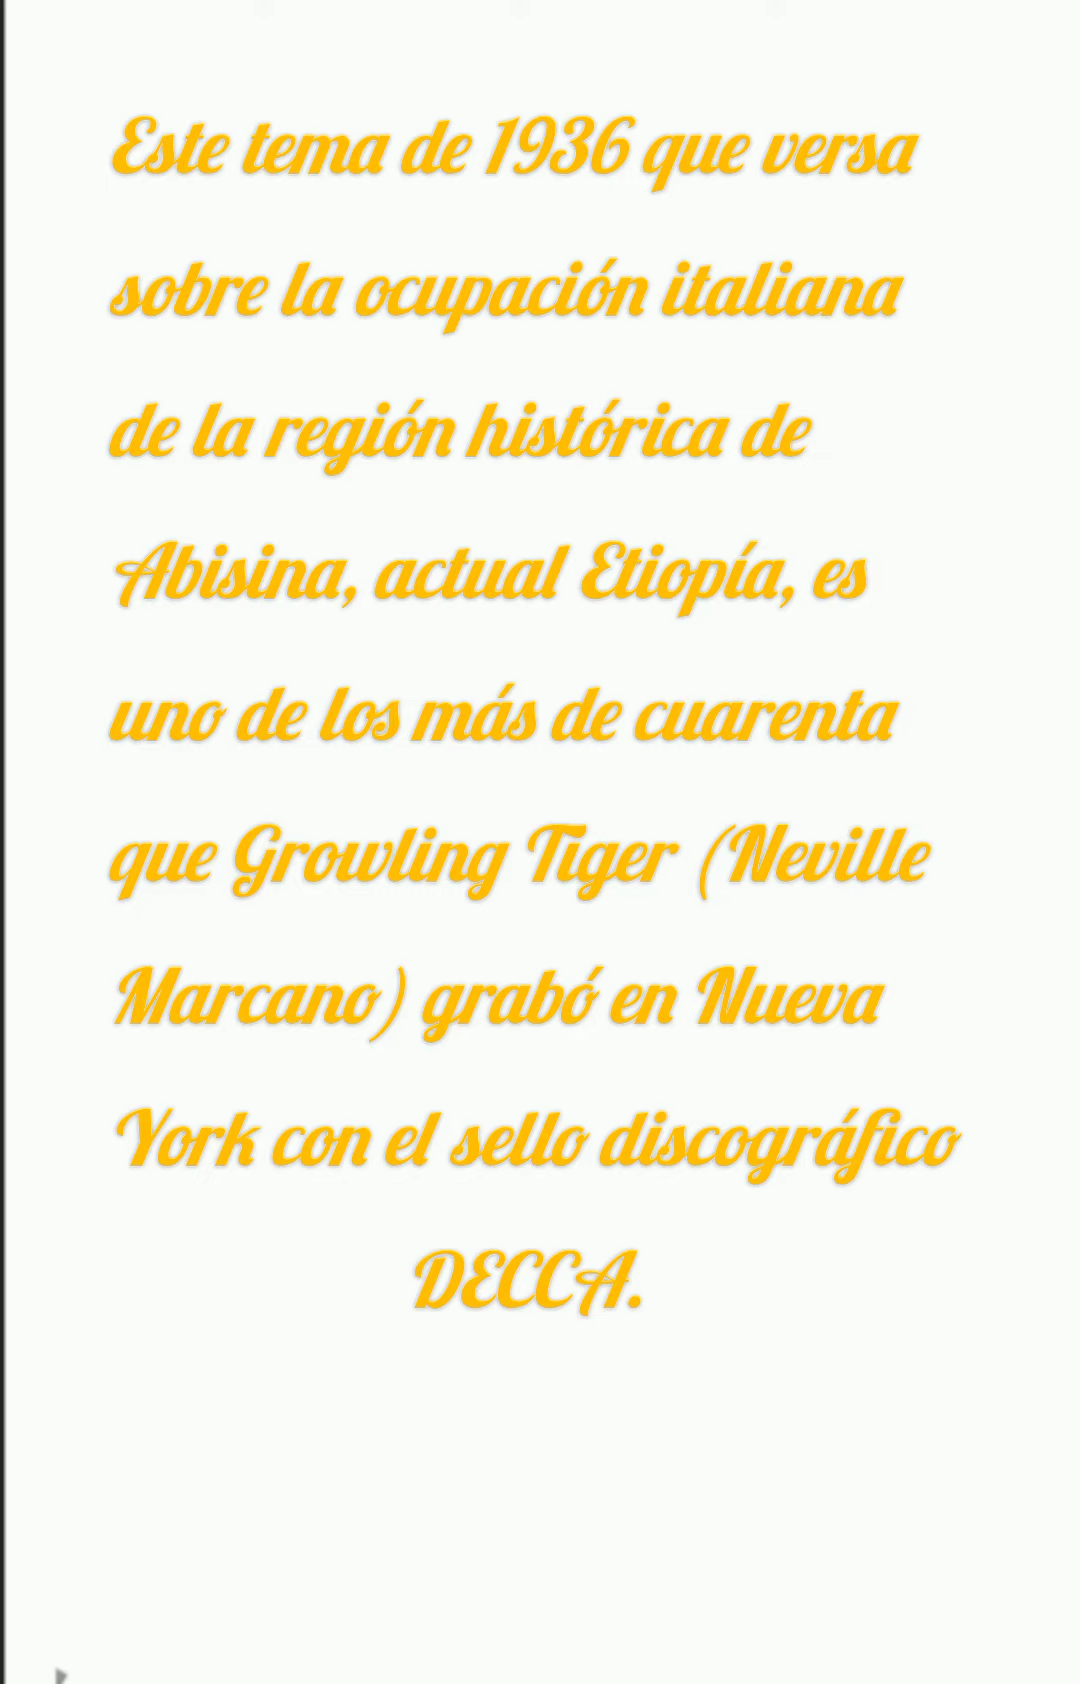 Este tema de 1936 que versa
sobre la ocupación italiana
de la región histórica de
Abisina, actual Etiopía, es
uno de los más de cuarenta
que Growling Tiger (Neville
Marcano) grabó en Nueva
York con el sello discográfico
DECCA.